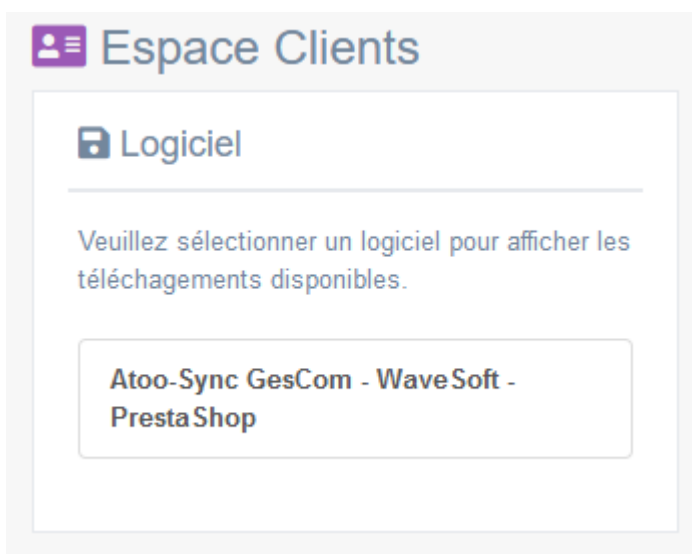 Espace Clients
Logiciel
Veuillez sélectionner un logiciel pour afficher les
téléchagements disponibles.
Atoo-Sync GesCom - WaveSoft -
PrestaShop